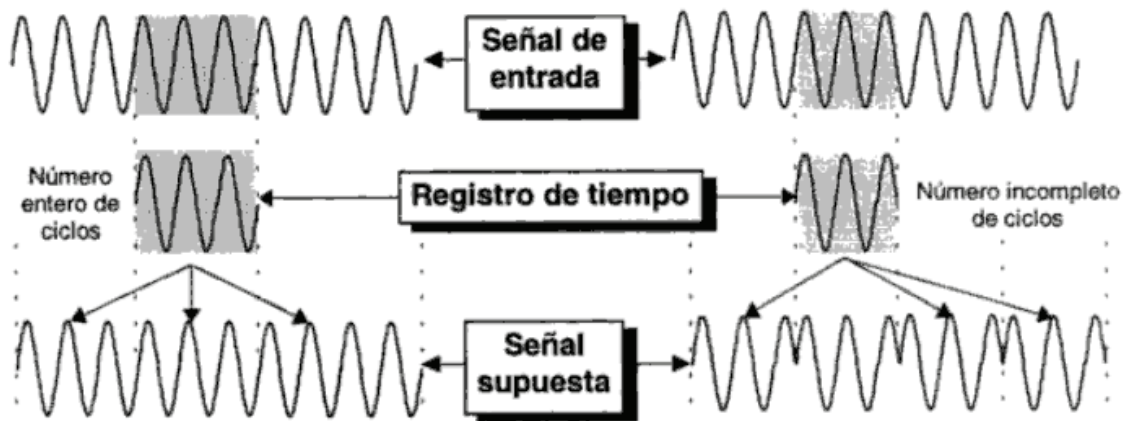 Señal de
entrada
Número
entero de
ciclos
Registro de tiempo
Número incompleto
de ciclos
Señal
supuesta